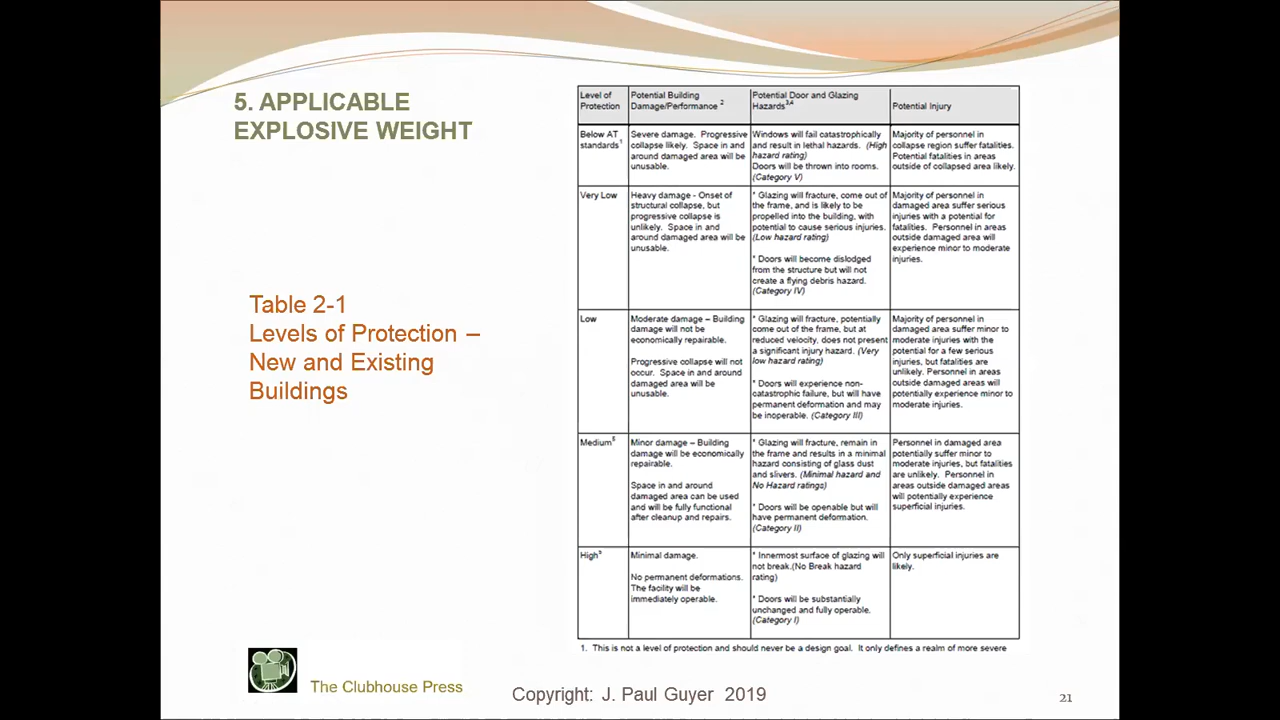 5. APPLICABLE
EXPLOSIVE WEIGHT
Table 2-1
Levels of Protection –
New and Existing
Buildings
Level of
Protection
Potential Building
Damage/Performance 2
Potential Door and Glazing
Hazards3,4
Potential Injury
Below AT
standards1
Severe damage. Progressive
collapse likely. Space in and
around damaged area will be
unusable.
Windows will fail catastrophically
and result in lethal hazards. (High
hazard rating)
Doors will be thrown into rooms.
(Category V)
Majority of personnel in
collapse region suffer fatalities.
Potential fatalities in areas
outside of collapsed area likely.
Very Low
Heavy damage - Onset of
structural collapse, but
progressive collapse is
unlikely. Space in and
around damaged area will be
unusable.
* Glazing will fracture, come out of
the frame, and is likely to be
propelled into the building, with
potential to cause serious injuries.
(Low hazard rating)
* Doors will become dislodged
from the structure but will not
create a flying debris hazard.
(Category IV)
Majority of personnel in
damaged area suffer serious
injuries with a potential for
fatalities. Personnel in areas
outside damaged area will
experience minor to moderate
injuries.
Low
Moderate damage – Building
damage will not be
economically repairable.
Progressive collapse will not
occur. Space in and around
damaged area will be
unusable.
* Glazing will fracture, potentially
come out of the frame, but at
reduced velocity, does not present
a significant injury hazard. (Very
low hazard rating)
* Doors will experience non-
catastrophic failure, but will have
permanent deformation and may
be inoperable. (Category III)
Majority of personnel in
damaged area suffer minor to
moderate injuries with the
potential for a few serious
injuries, but fatalities are
unlikely. Personnel in areas
outside damaged areas will
potentially experience minor to
moderate injuries.
Medium5
Minor damage – Building
damage will be economically
repairable.
Space in and around
damaged area can be used
and will be fully functional
after cleanup and repairs.
* Glazing will fracture, remain in
the frame and results in a minimal
hazard consisting of glass dust
and slivers. (Minimal hazard and
No Hazard ratings)
* Doors will be openable but will
have permanent deformation.
(Category II)
Personnel in damaged area
potentially suffer minor to
moderate injuries, but fatalities
are unlikely. Personnel in
areas outside damaged areas
will potentially experience
superficial injuries.
High5
Minimal damage.
No permanent deformations.
The facility will be
immediately operable.
* Innermost surface of glazing will
not break.(No Break hazard
rating)
* Doors will be substantially
unchanged and fully operable.
(Category I)
Only superficial injuries are
likely.
1. This is not a level of protection and should never be a design goal. It only defines a realm of more severe
The Clubhouse Press
Copyright: J. Paul Guyer 2019
21